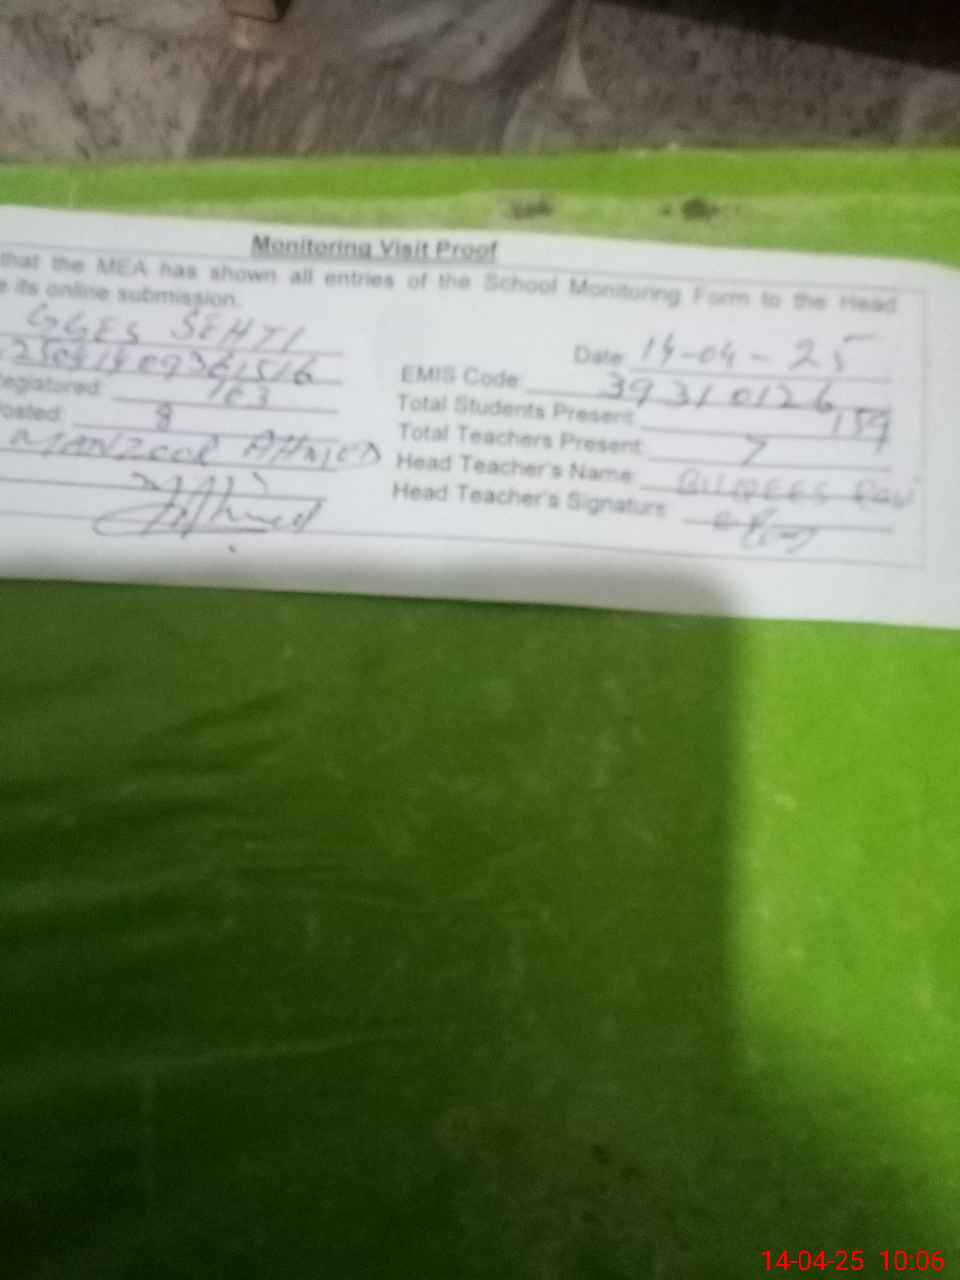 Monitoring Visit Proof
that the MEA has shown all entries of the School Monitoring Form to the Head
its online submission.
GGES SEHTI
Date: 14-04-25
EMIS Code: 39310126
Registered: 163
Total Students Present: 159
Posted: 8
Total Teachers Present: 7
MANZOOR AHMED
Head Teacher's Name:
Head Teacher's Signature
14-04-25 10:06